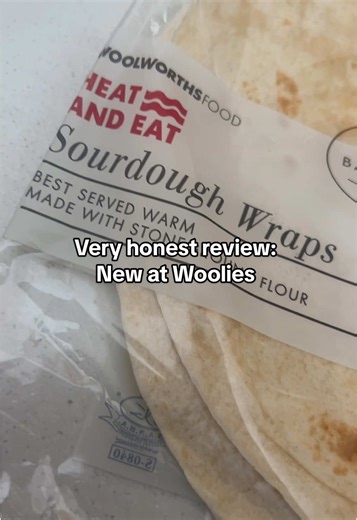 WOOLWORTHSFOOD
HEAT
AND EAT
Sourdough Wraps
BEST SERVED WARM
MADE WITH STONE FLOUR
Very honest review:
New at Woolies